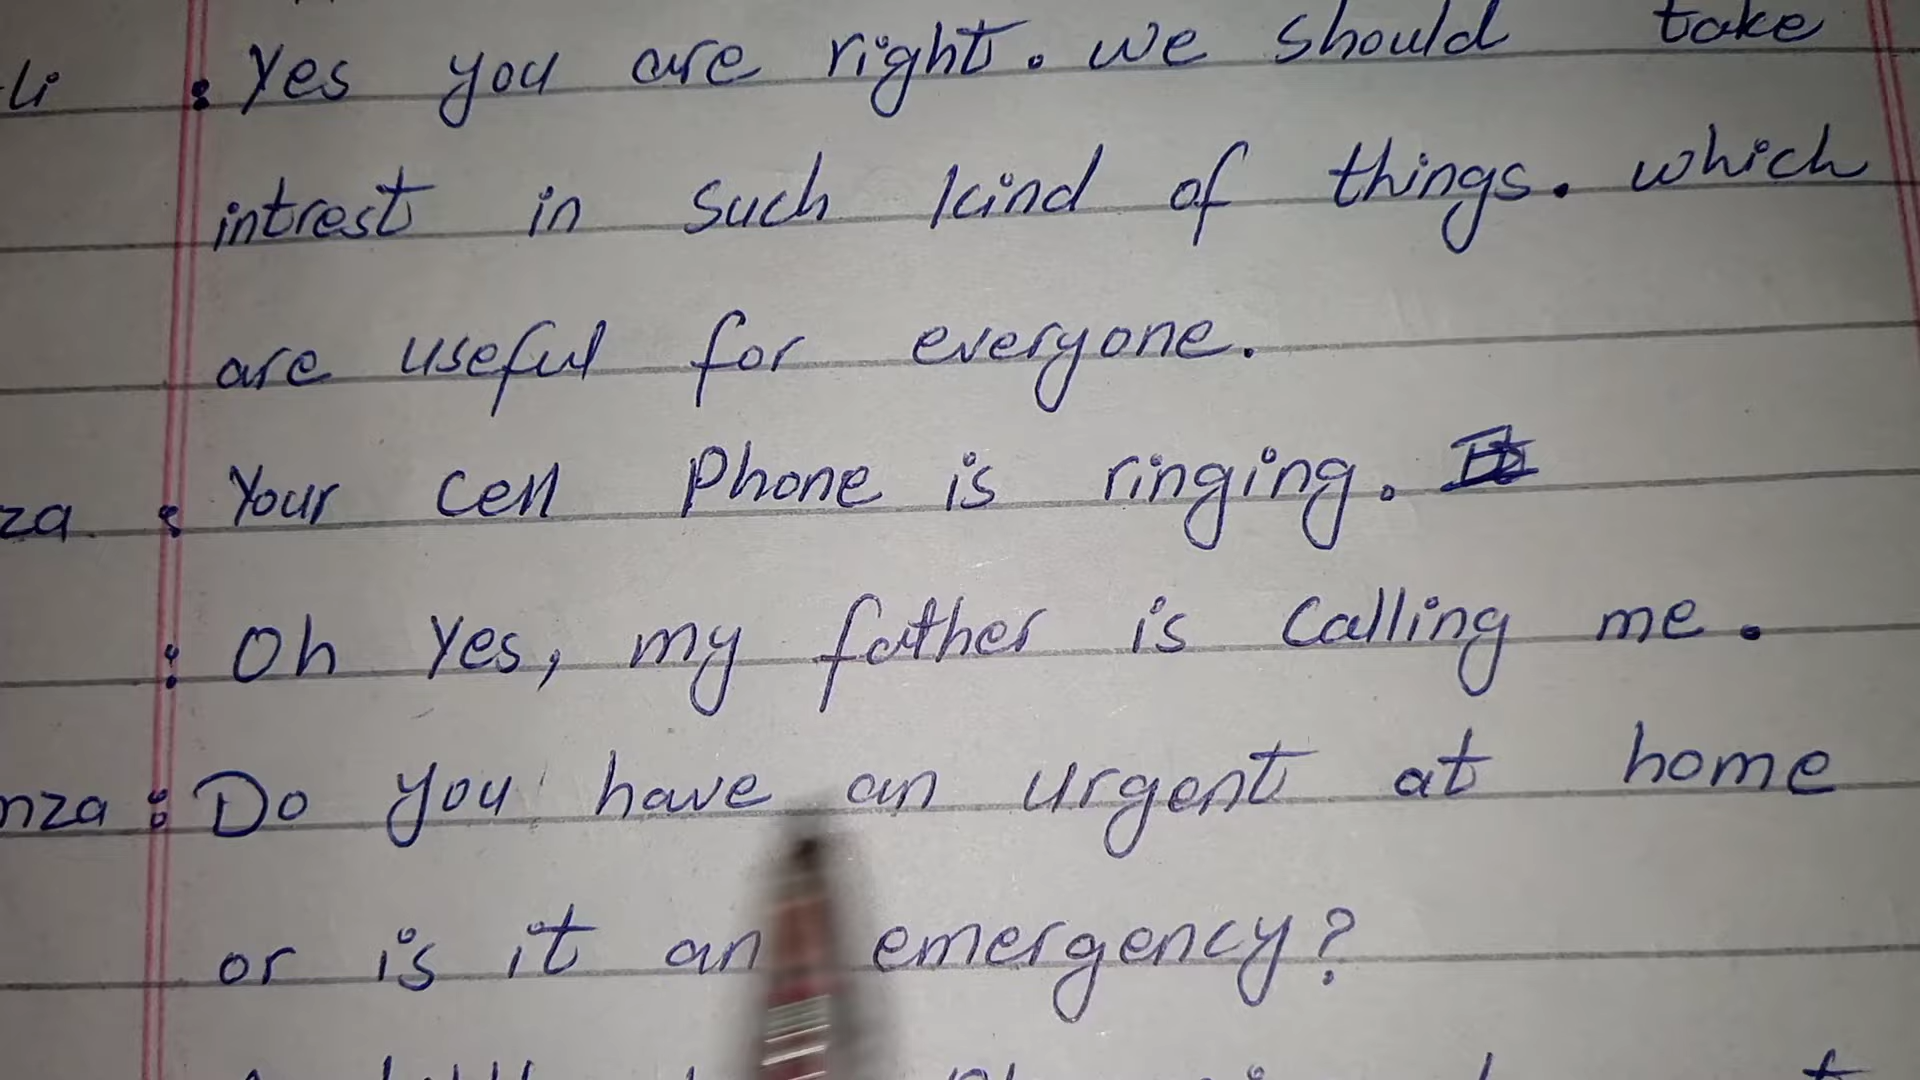 li : Yes you are right. we should take
intrest in such kind of things. which
are useful for everyone.
za : Your cell Phone is ringing.
: Oh Yes, my father is Calling me.
nza : Do you have an urgent at home
or is it an emergency?